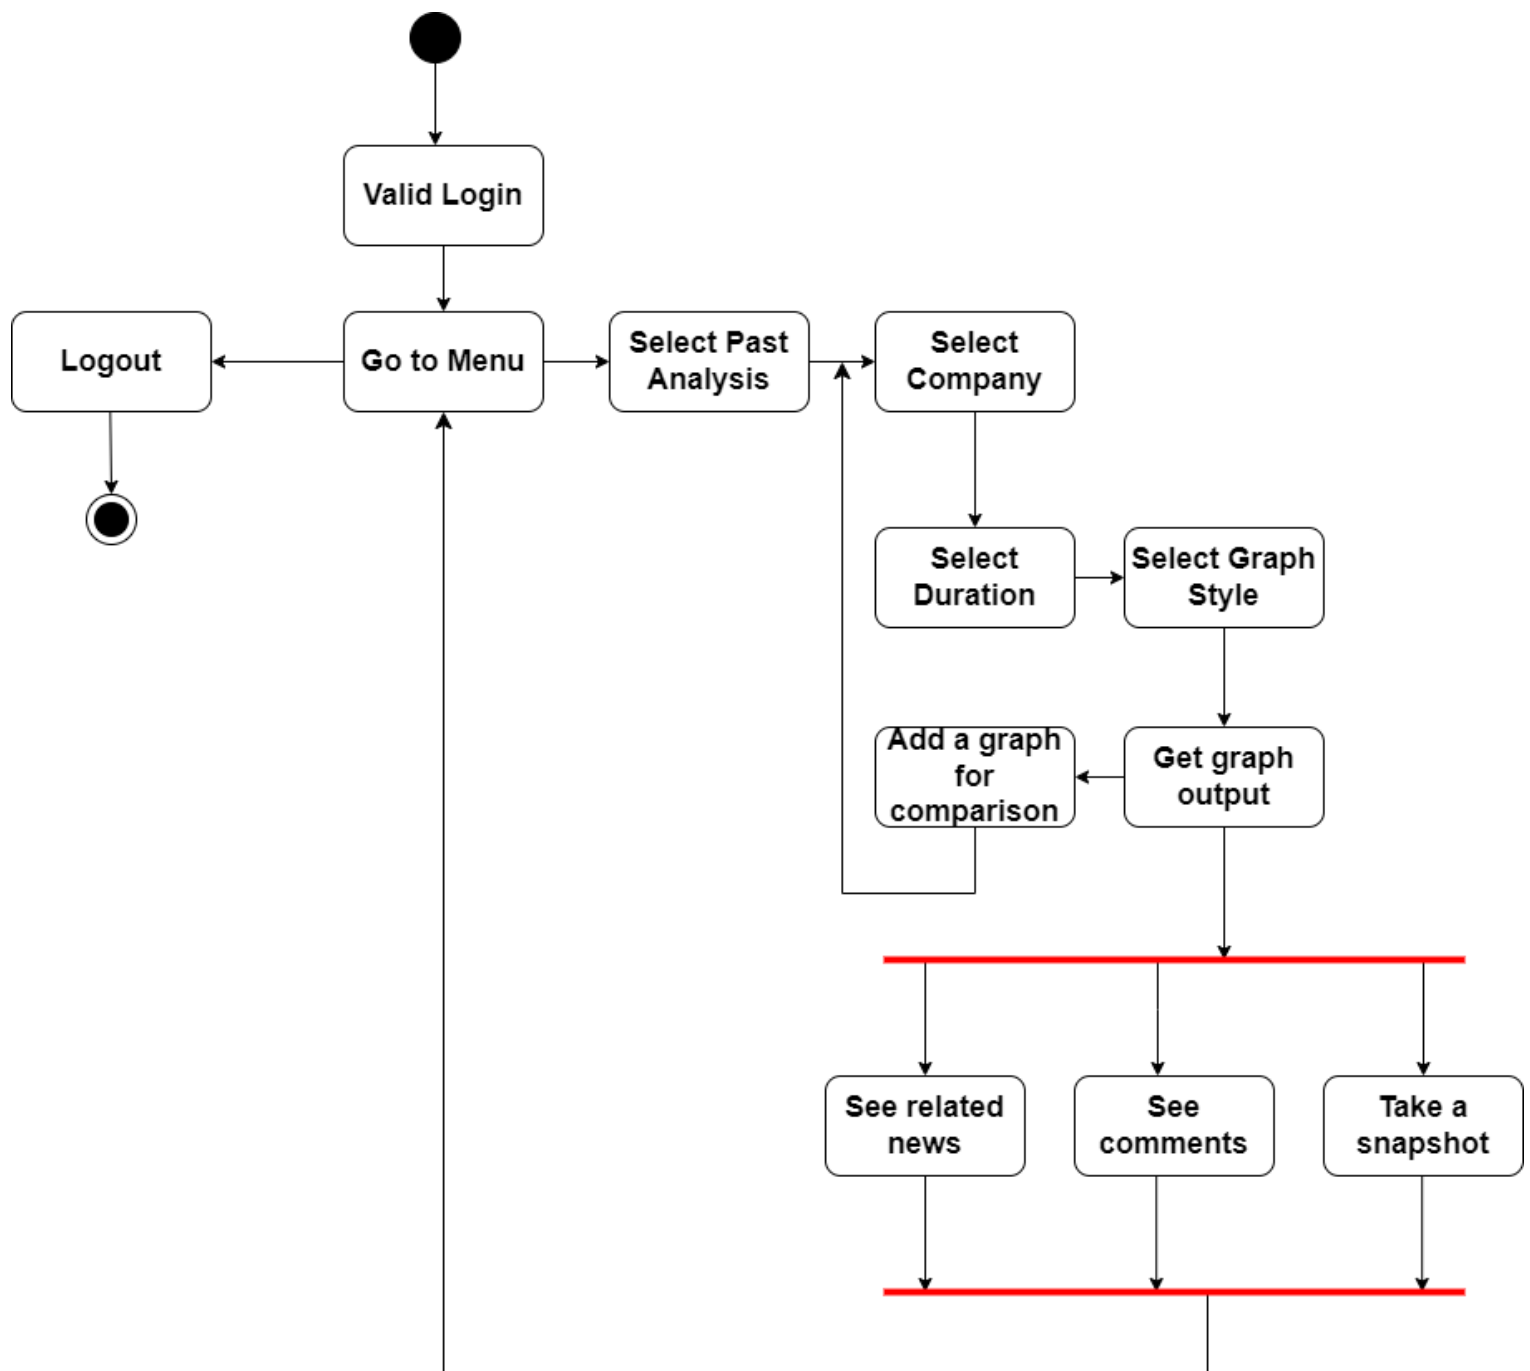 Valid Login
Logout
Go to Menu
Select Past
Analysis
Select
Company
Select
Duration
Select Graph
Style
Add a graph
for
comparison
Get graph
output
See related
news
See
comments
Take a
snapshot